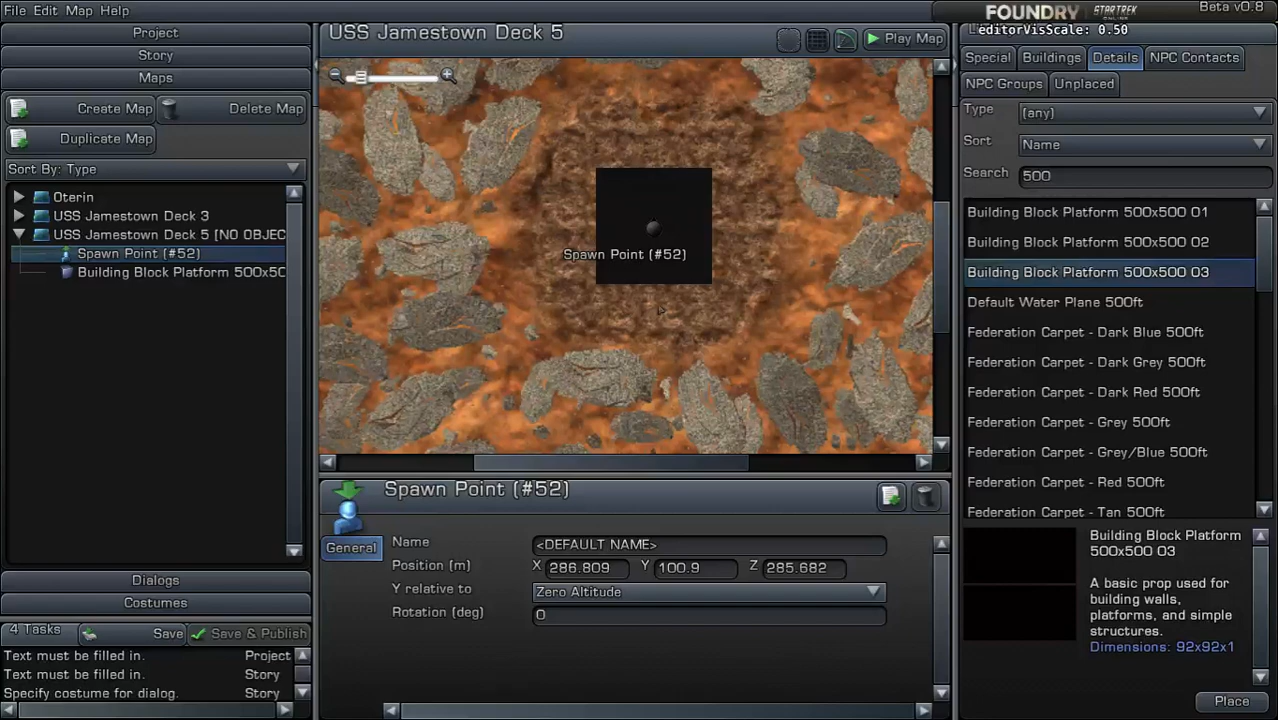 File Edit Map Help
FOUNDRY STAR TREK ONLINE
Beta v0.8
editorVisScale: 0.50
Project
Story
Maps
Create Map
Delete Map
Duplicate Map
Sort By: Type
Oterin
USS Jamestown Deck 3
USS Jamestown Deck 5 [NO OBJEC
Spawn Point (#52)
Building Block Platform 500x50
Dialogs
Costumes
4 Tasks
Save
Save & Publish
Text must be filled in. Project
Text must be filled in. Story
Specify costume for dialog. Story
USS Jamestown Deck 5
Play Map
Spawn Point (#52)
Spawn Point (#52)
General
Name <DEFAULT NAME>
Position (m) X 286.809 Y 100.9 Z 285.682
Y relative to Zero Altitude
Rotation (deg) 0
Special Buildings Details NPC Contacts
NPC Groups Unplaced
Type (any)
Sort Name
Search 500
Building Block Platform 500x500 01
Building Block Platform 500x500 02
Building Block Platform 500x500 03
Default Water Plane 500ft
Federation Carpet - Dark Blue 500ft
Federation Carpet - Dark Grey 500ft
Federation Carpet - Dark Red 500ft
Federation Carpet - Grey 500ft
Federation Carpet - Grey/Blue 500ft
Federation Carpet - Red 500ft
Federation Carpet - Tan 500ft
Building Block Platform
500x500 03
A basic prop used for
building walls,
platforms, and simple
structures.
Dimensions: 92x92x1
Place